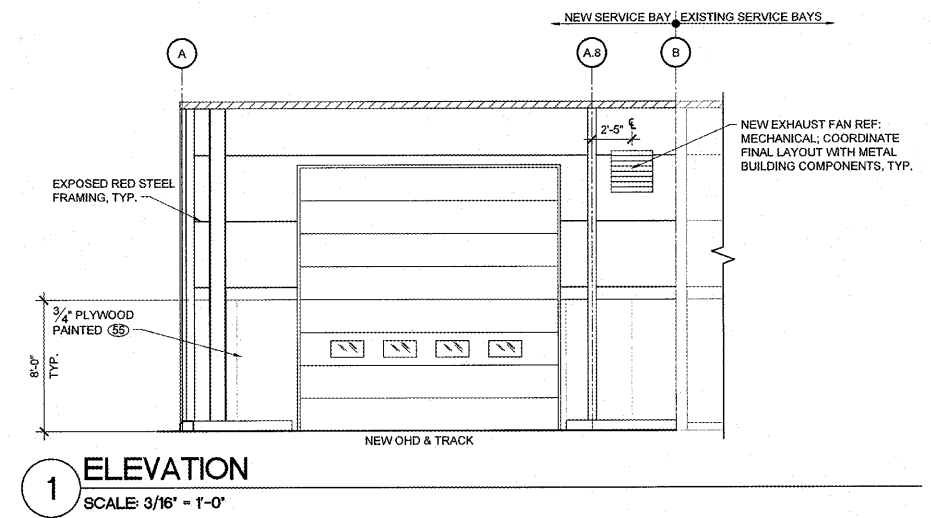 NEW SERVICE BAY EXISTING SERVICE BAYS
A
A.8
B
2'-5" ℄
NEW EXHAUST FAN REF:
MECHANICAL; COORDINATE
FINAL LAYOUT WITH METAL
BUILDING COMPONENTS, TYP.
EXPOSED RED STEEL
FRAMING, TYP.
3/4" PLYWOOD
PAINTED 55
8'-0"
TYP.
NEW OHD & TRACK
1
ELEVATION
SCALE: 3/16" = 1'-0"